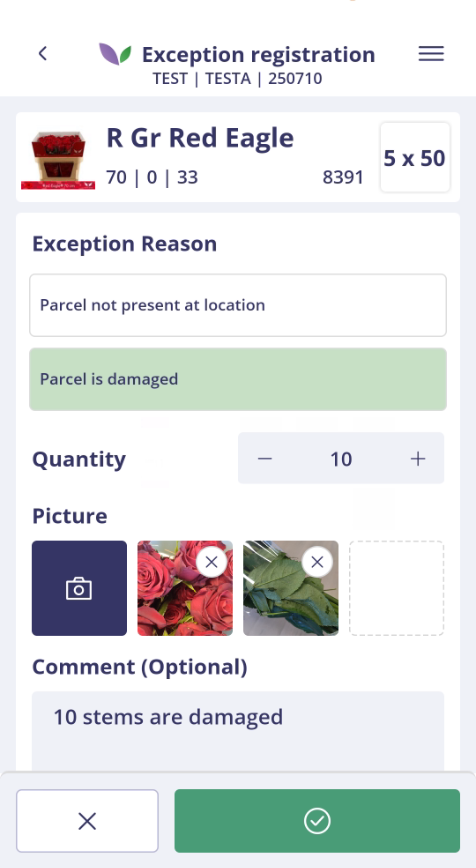 Exception registration
TEST | TESTA | 250710
R Gr Red Eagle
5 x 50
70 | 0 | 33
8391
Exception Reason
Parcel not present at location
Parcel is damaged
Quantity
10
Picture
Comment (Optional)
10 stems are damaged